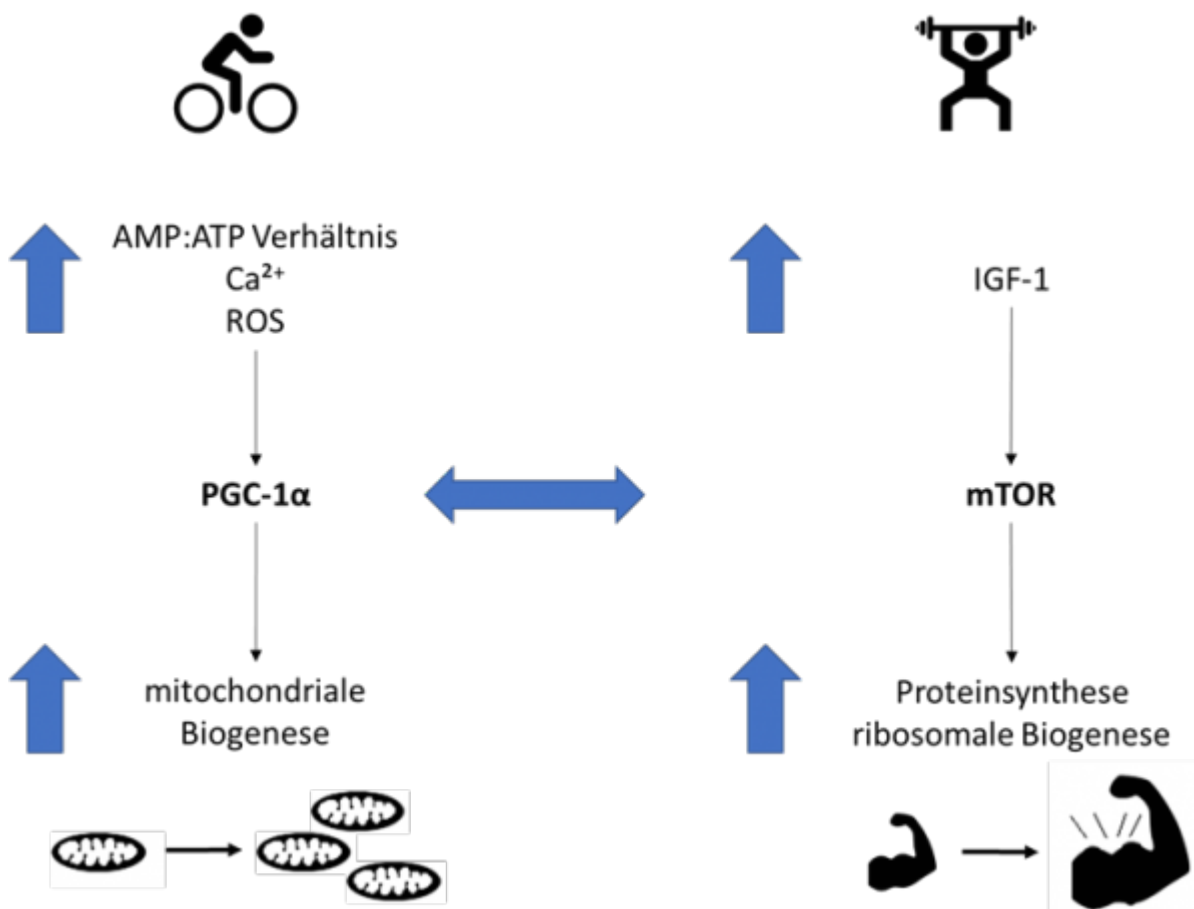 AMP:ATP Verhältnis
Ca²⁺
ROS
PGC-1α
mitochondriale
Biogenese
IGF-1
mTOR
Proteinsynthese
ribosomale Biogenese